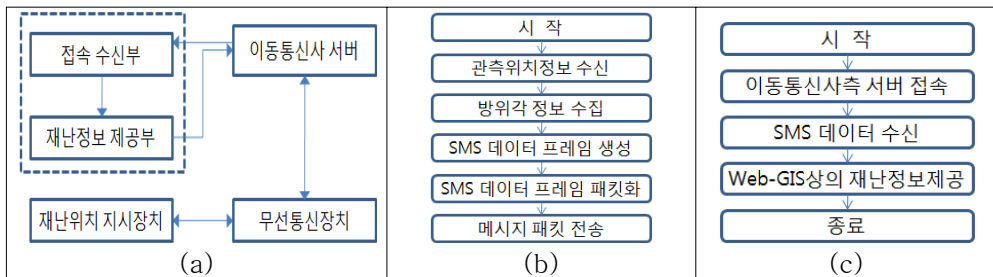 접속 수신부
이동통신사 서버
재난정보 제공부
재난위치 지시장치
무선통신장치
(a)
시 작
관측위치정보 수신
방위각 정보 수집
SMS 데이터 프레임 생성
SMS 데이터 프레임 패킷화
메시지 패킷 전송
(b)
시 작
이동통신사측 서버 접속
SMS 데이터 수신
Web-GIS상의 재난정보제공
종료
(c)